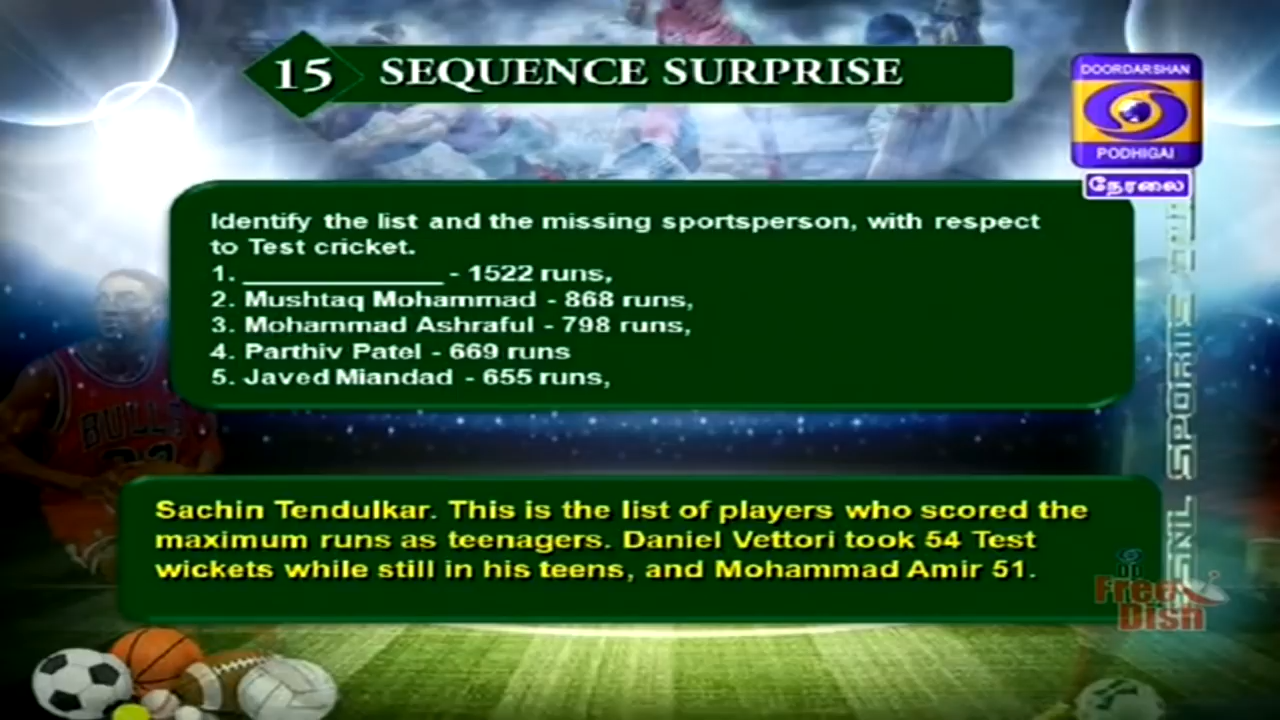 15 SEQUENCE SURPRISE
DOORDARSHAN
PODHIGAI
நேரலை
Identify the list and the missing sportsperson, with respect
to Test cricket.
1. ______________ - 1522 runs,
2. Mushtaq Mohammad - 868 runs,
3. Mohammad Ashraful - 798 runs,
4. Parthiv Patel - 669 runs
5. Javed Miandad - 655 runs,
BULLS
Sachin Tendulkar. This is the list of players who scored the
maximum runs as teenagers. Daniel Vettori took 54 Test
wickets while still in his teens, and Mohammad Amir 51.
SPORTS
Free
Dish